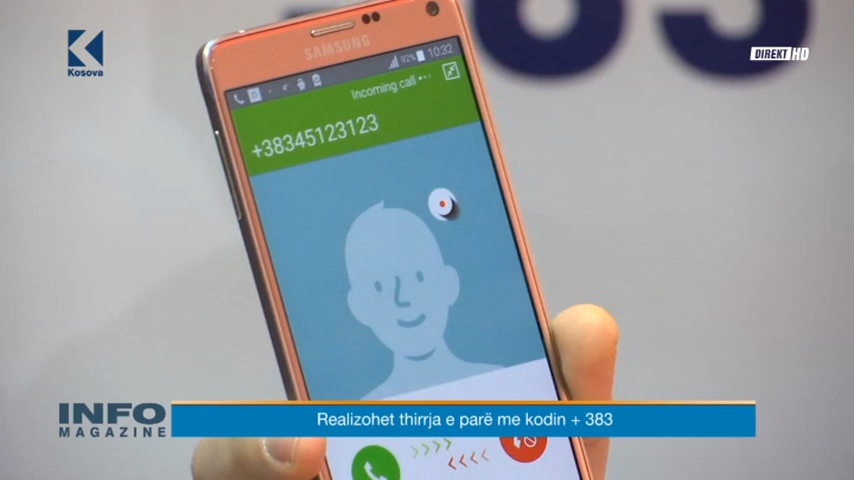 Kosova
DIREKT HD
SAMSUNG
92% 10:32
Incoming call
+38345123123
INFO
MAGAZINE
Realizohet thirrja e parë me kodin + 383